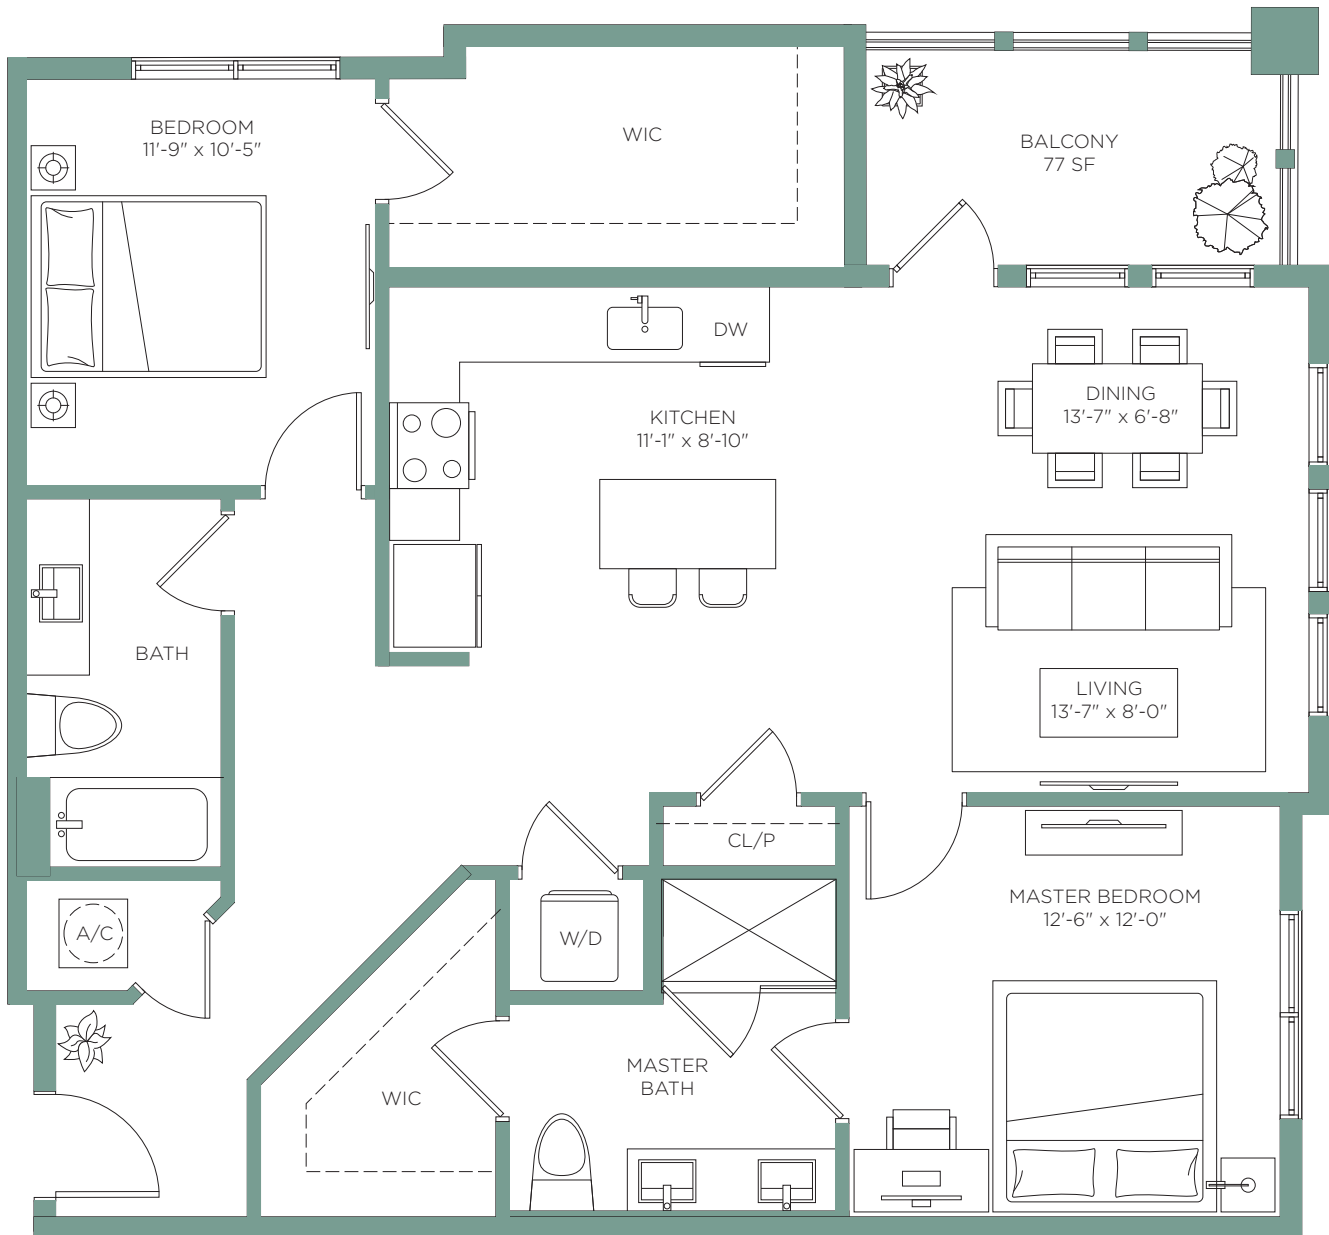 BEDROOM
11'-9" x 10'-5"
WIC
BALCONY
77 SF
DW
KITCHEN
11'-1" x 8'-10"
DINING
13'-7" x 6'-8"
BATH
LIVING
13'-7" x 8'-0"
CL/P
A/C
W/D
MASTER BEDROOM
12'-6" x 12'-0"
WIC
MASTER
BATH